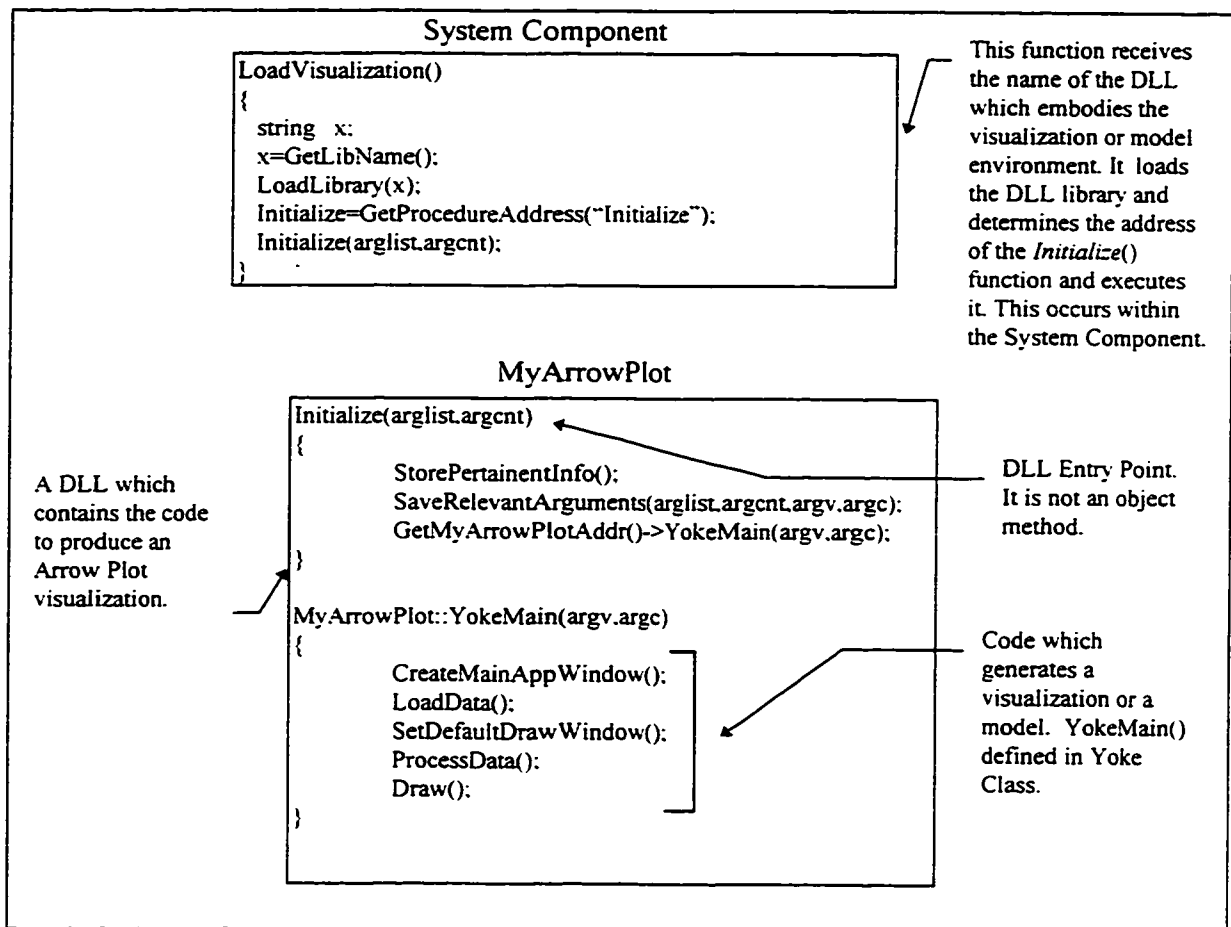 System Component
LoadVisualization()
{
string x;
x=GetLibName();
LoadLibrary(x);
Initialize=GetProcedureAddress("Initialize");
Initialize(arglist,argcnt);
}
This function receives
the name of the DLL
which embodies the
visualization or model
environment. It loads
the DLL library and
determines the address
of the Initialize()
function and executes
it. This occurs within
the System Component.
MyArrowPlot
Initialize(arglist,argcnt)
{
StorePertainentInfo();
SaveRelevantArguments(arglist,argcnt,argv,argc);
GetMyArrowPlotAddr()->YokeMain(argv,argc);
}
MyArrowPlot::YokeMain(argv,argc)
{
CreateMainAppWindow();
LoadData();
SetDefaultDrawWindow();
ProcessData();
Draw();
}
A DLL which
contains the code
to produce an
Arrow Plot
visualization.
DLL Entry Point.
It is not an object
method.
Code which
generates a
visualization or a
model. YokeMain()
defined in Yoke
Class.